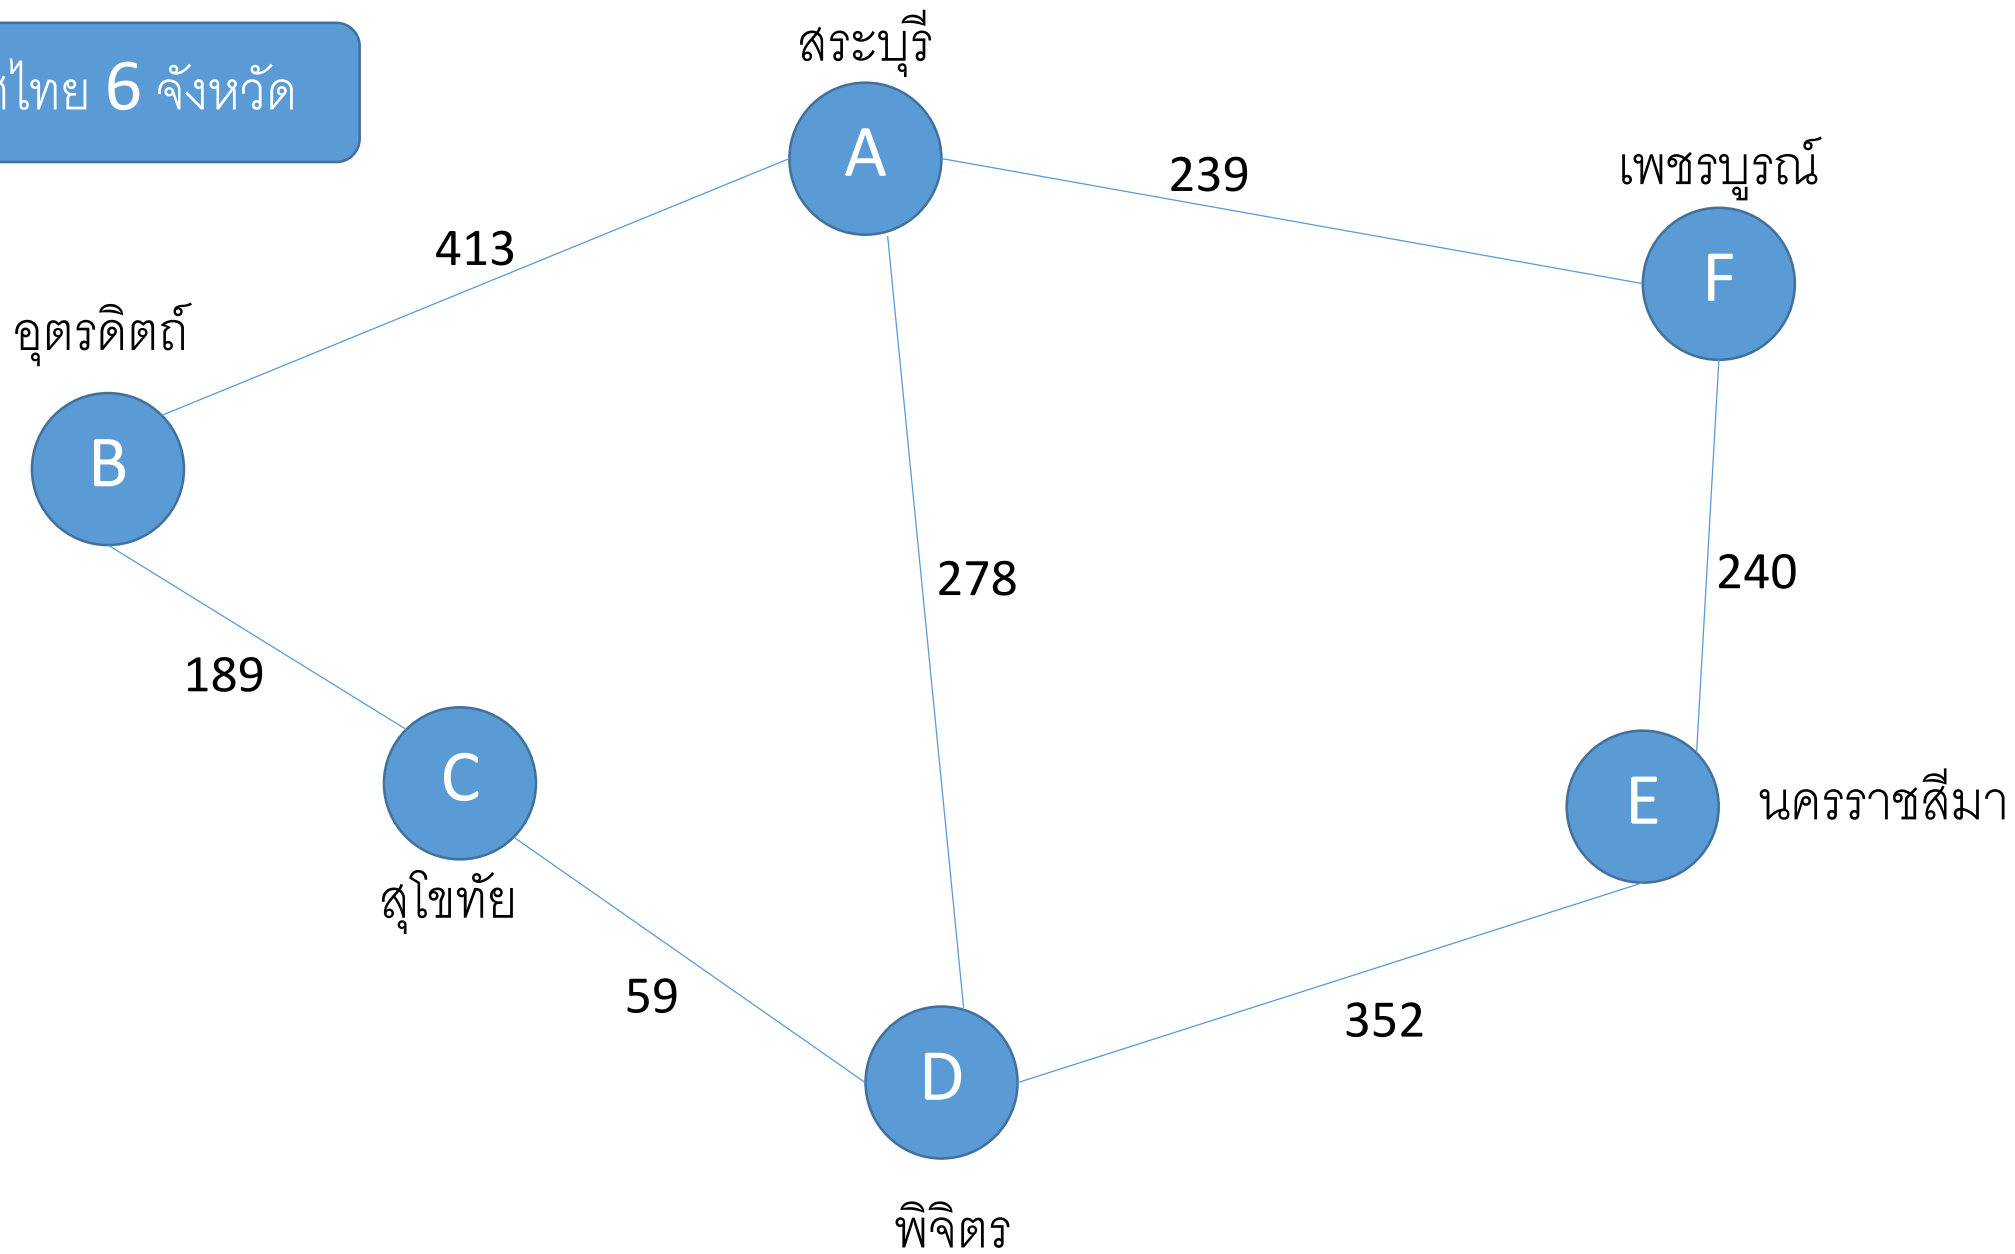 ไทย 6 จังหวัด
สระบุรี
A
239
เพชรบูรณ์
F
413
อุตรดิตถ์
B
278
240
189
C
สุโขทัย
E
นครราชสีมา
59
352
D
พิจิตร